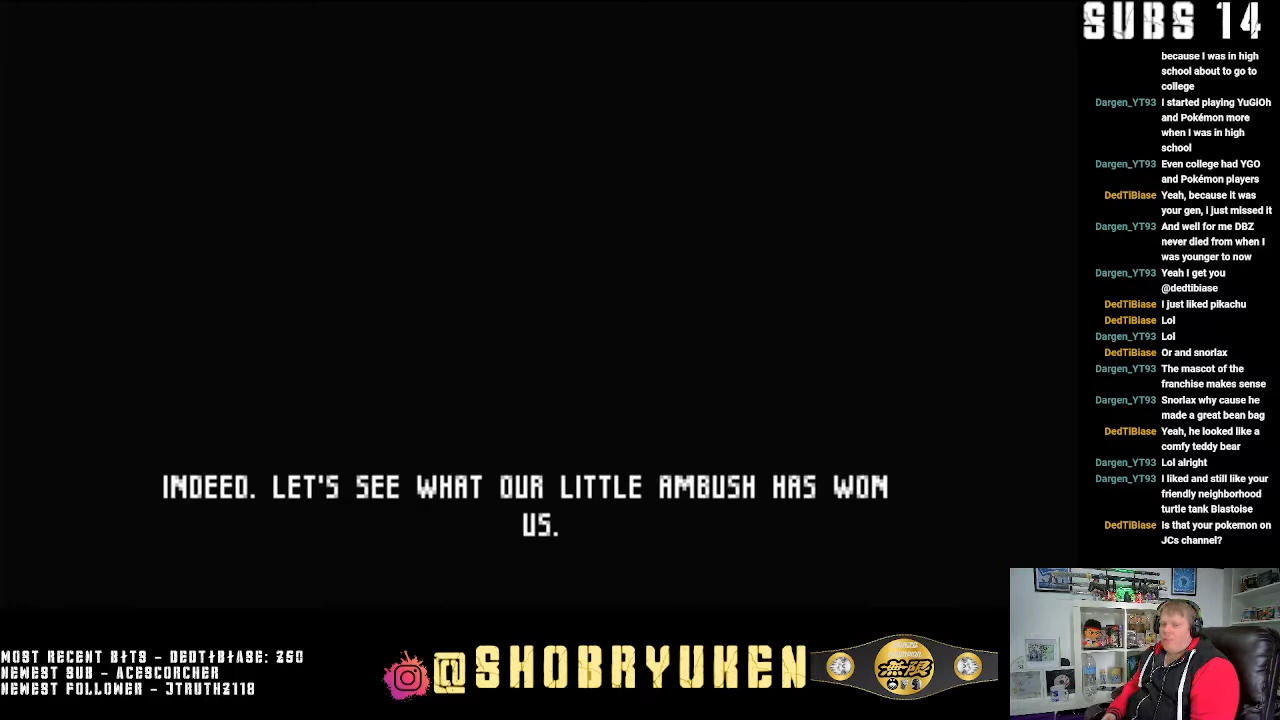 SUBS 14
because I was in high
school about to go to
college
Dargen_YT93 I started playing YuGiOh
and Pokémon more
when I was in high
school
Dargen_YT93 Even college had YGO
and Pokémon players
DedTiBiase Yeah, because it was
your gen, i just missed it
Dargen_YT93 And well for me DBZ
never died from when I
was younger to now
Dargen_YT93 Yeah I get you
@dedtibiase
DedTiBiase I just liked pikachu
DedTiBiase Lol
Dargen_YT93 Lol
DedTiBiase Or and snorlax
Dargen_YT93 The mascot of the
franchise makes sense
Dargen_YT93 Snorlax why cause he
made a great bean bag
DedTiBiase Yeah, he looked like a
comfy teddy bear
Dargen_YT93 Lol alright
Dargen_YT93 I liked and still like your
friendly neighborhood
turtle tank Blastoise
DedTiBiase Is that your pokemon on
JCs channel?
INDEED. LET'S SEE WHAT OUR LITTLE AMBUSH HAS WON
US.
MOST RECENT BITS - DEDTIBIASE: 250
NEWEST SUB - ACESCORCHER
NEWEST FOLLOWER - JTRUTH2118
@SHOBRYUKEN